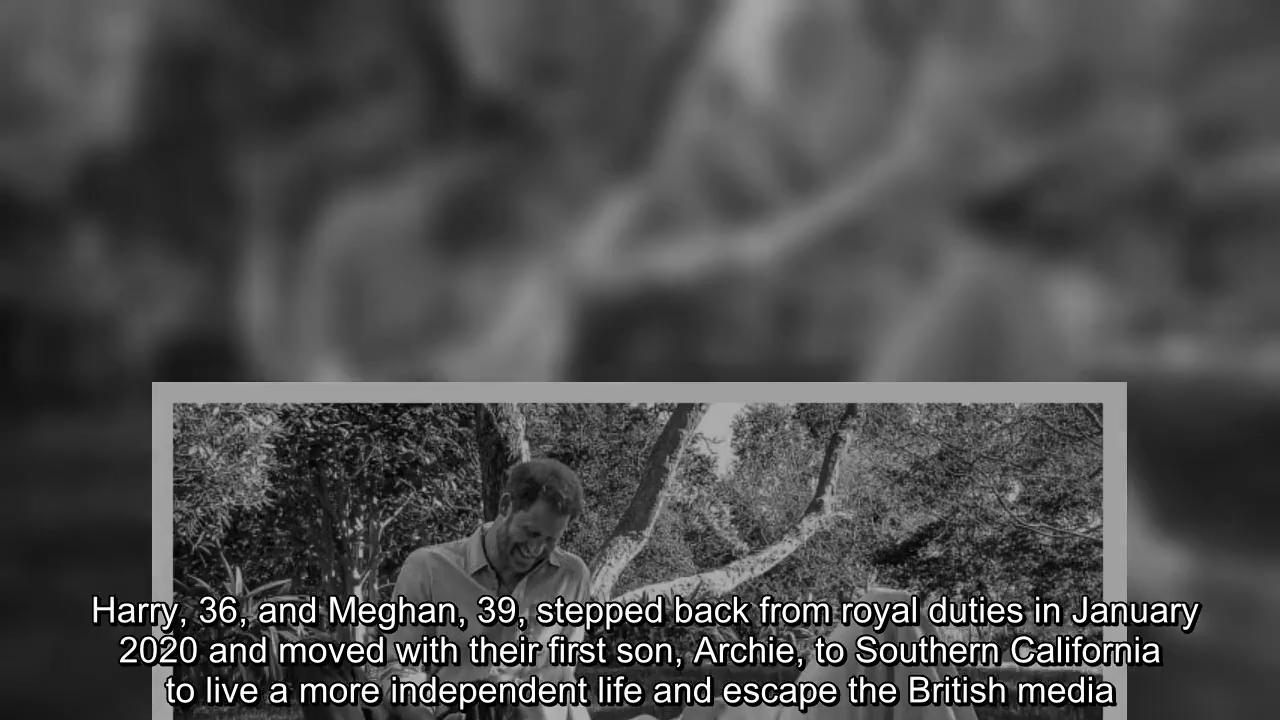 Harry, 36, and Meghan, 39, stepped back from royal duties in January
2020 and moved with their first son, Archie, to Southern California
to live a more independent life and escape the British media